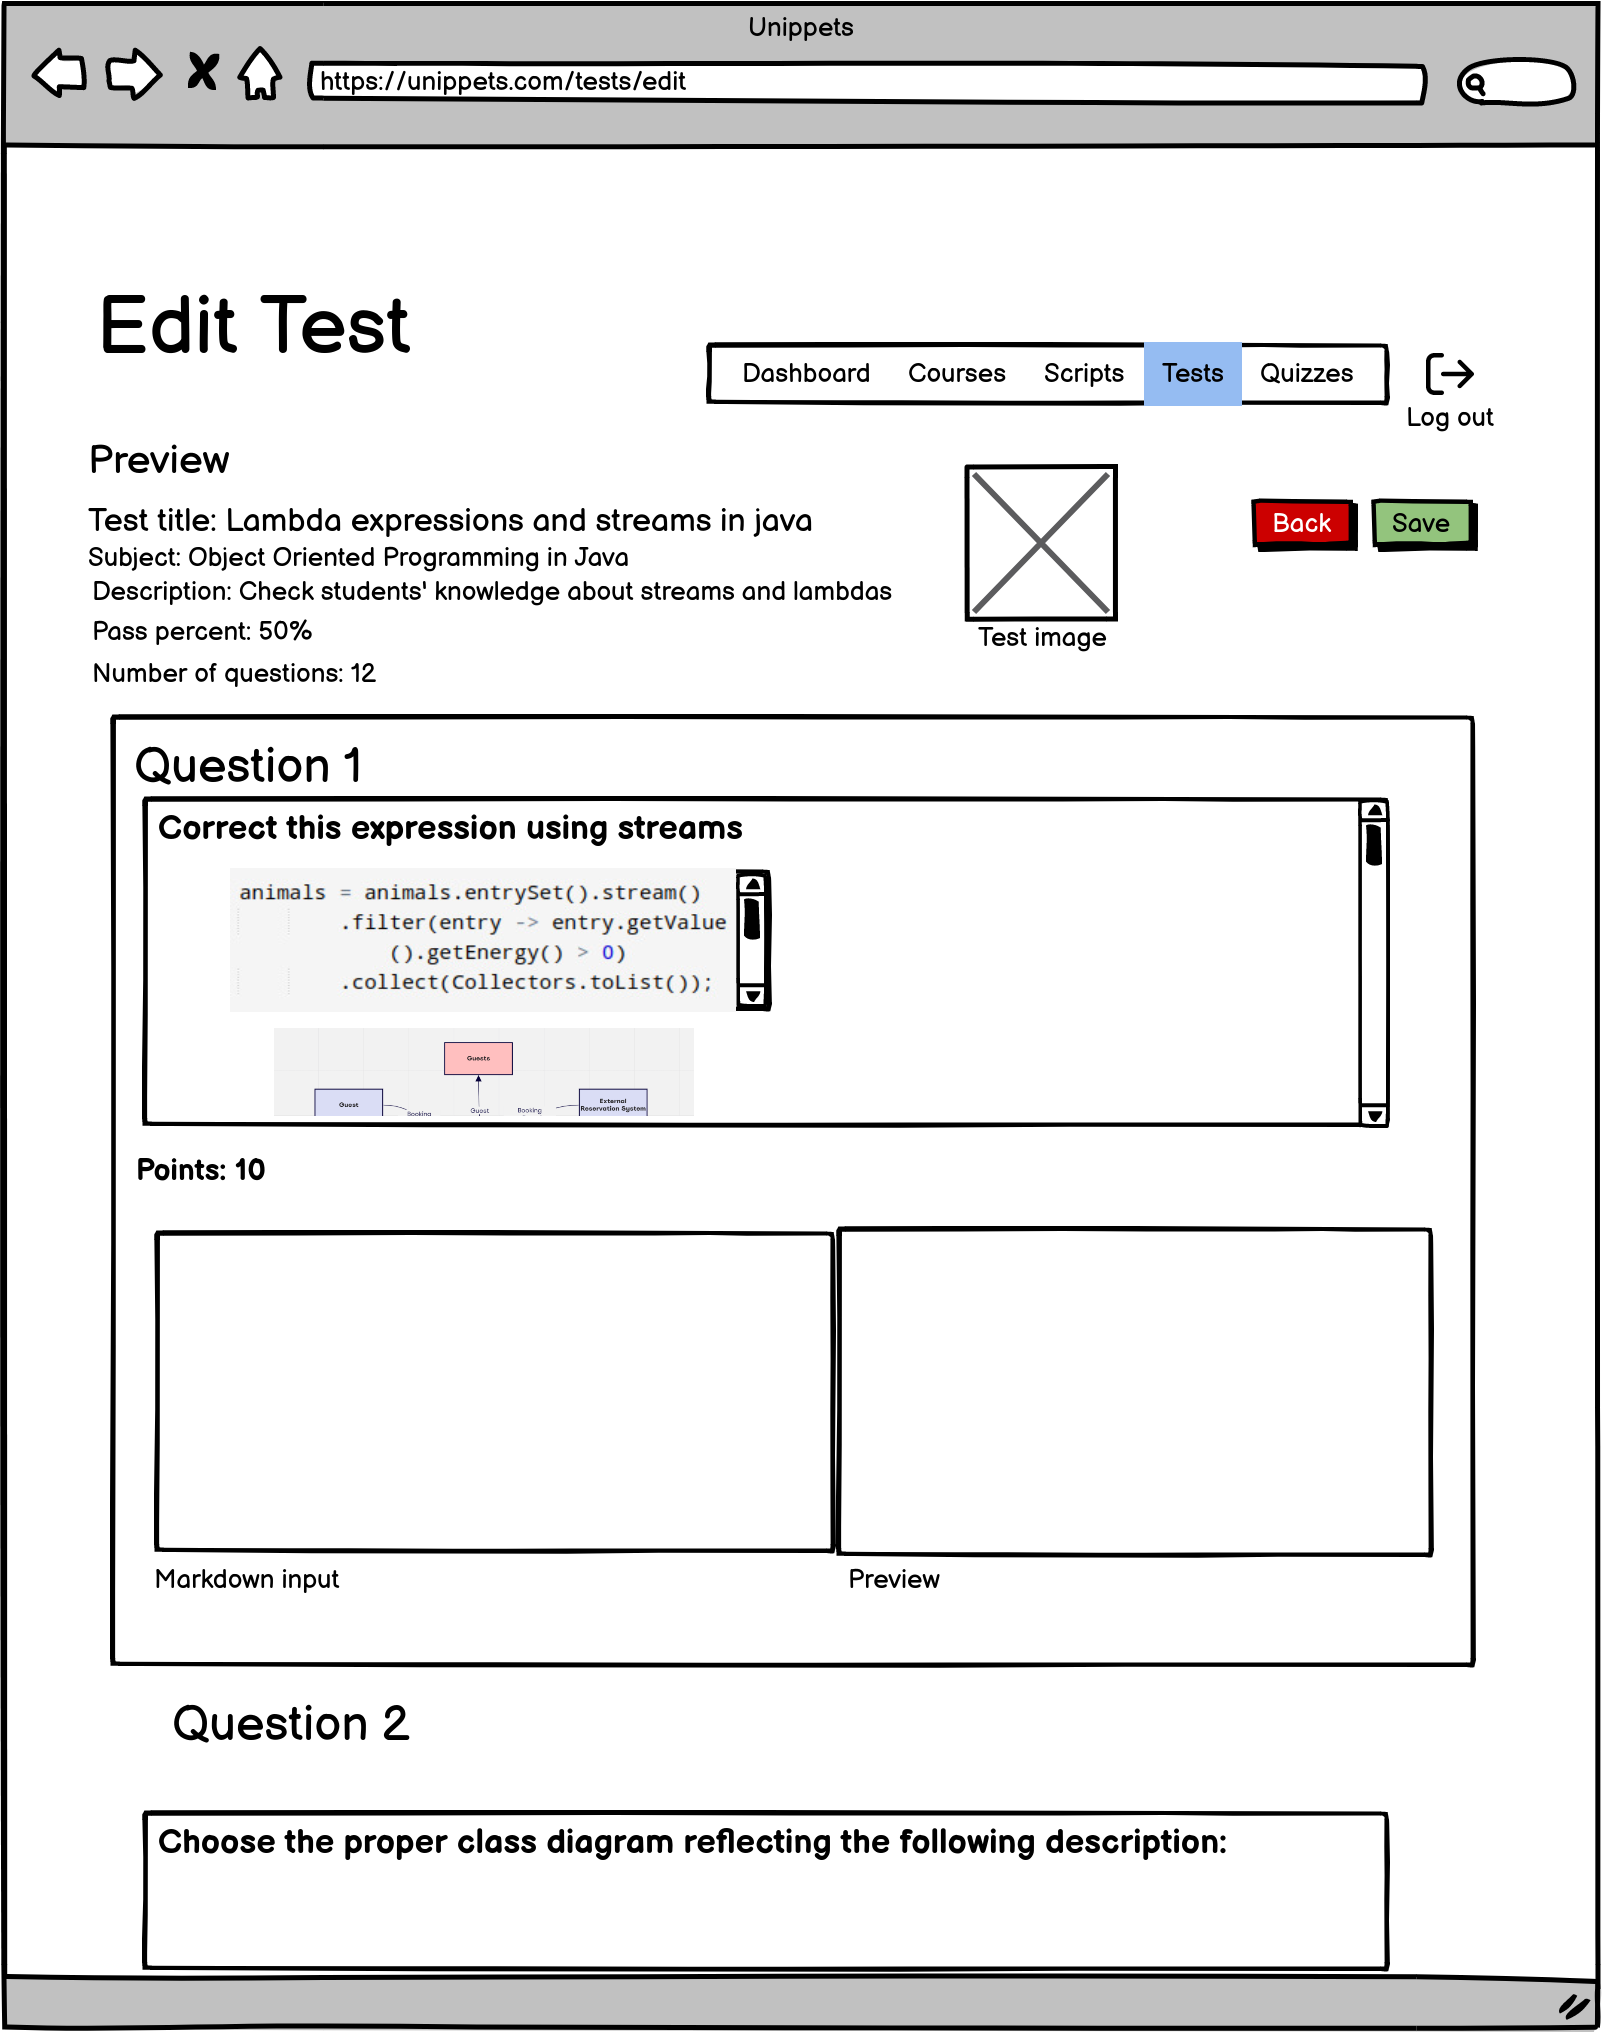 Unippets
https://unippets.com/tests/edit
Edit Test
Dashboard Courses Scripts Tests Quizzes
Log out
Preview
Test title: Lambda expressions and streams in java
Subject: Object Oriented Programming in Java
Description: Check students' knowledge about streams and lambdas
Pass percent: 50%
Number of questions: 12
Test image
Back Save
Question 1
Correct this expression using streams
animals = animals.entrySet().stream()
.filter(entry -> entry.getValue
().getEnergy() > 0)
.collect(Collectors.toList());
Guests
Guest
External
Reservation System
Booking
Guest
Booking
Points: 10
Markdown input
Preview
Question 2
Choose the proper class diagram reflecting the following description: